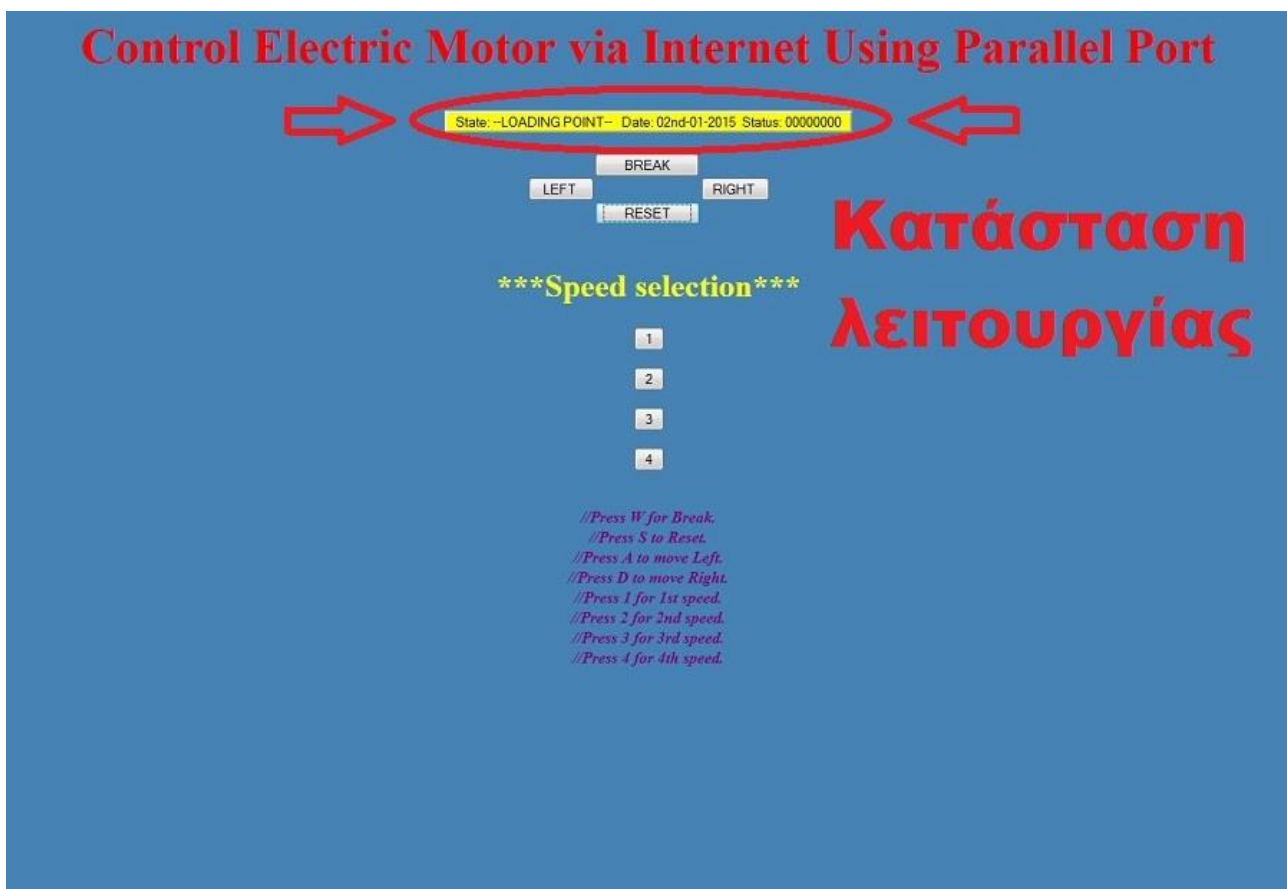 Control Electric Motor via Internet Using Parallel Port
State: --LOADING POINT-- Date: 02nd-01-2015 Status: 00000000
BREAK
LEFT RIGHT
RESET
Κατάσταση
λειτουργίας
***Speed selection***
1
2
3
4
//Press W for Break.
//Press S to Reset.
//Press A to move Left.
//Press D to move Right.
//Press 1 for 1st speed.
//Press 2 for 2nd speed.
//Press 3 for 3rd speed.
//Press 4 for 4th speed.